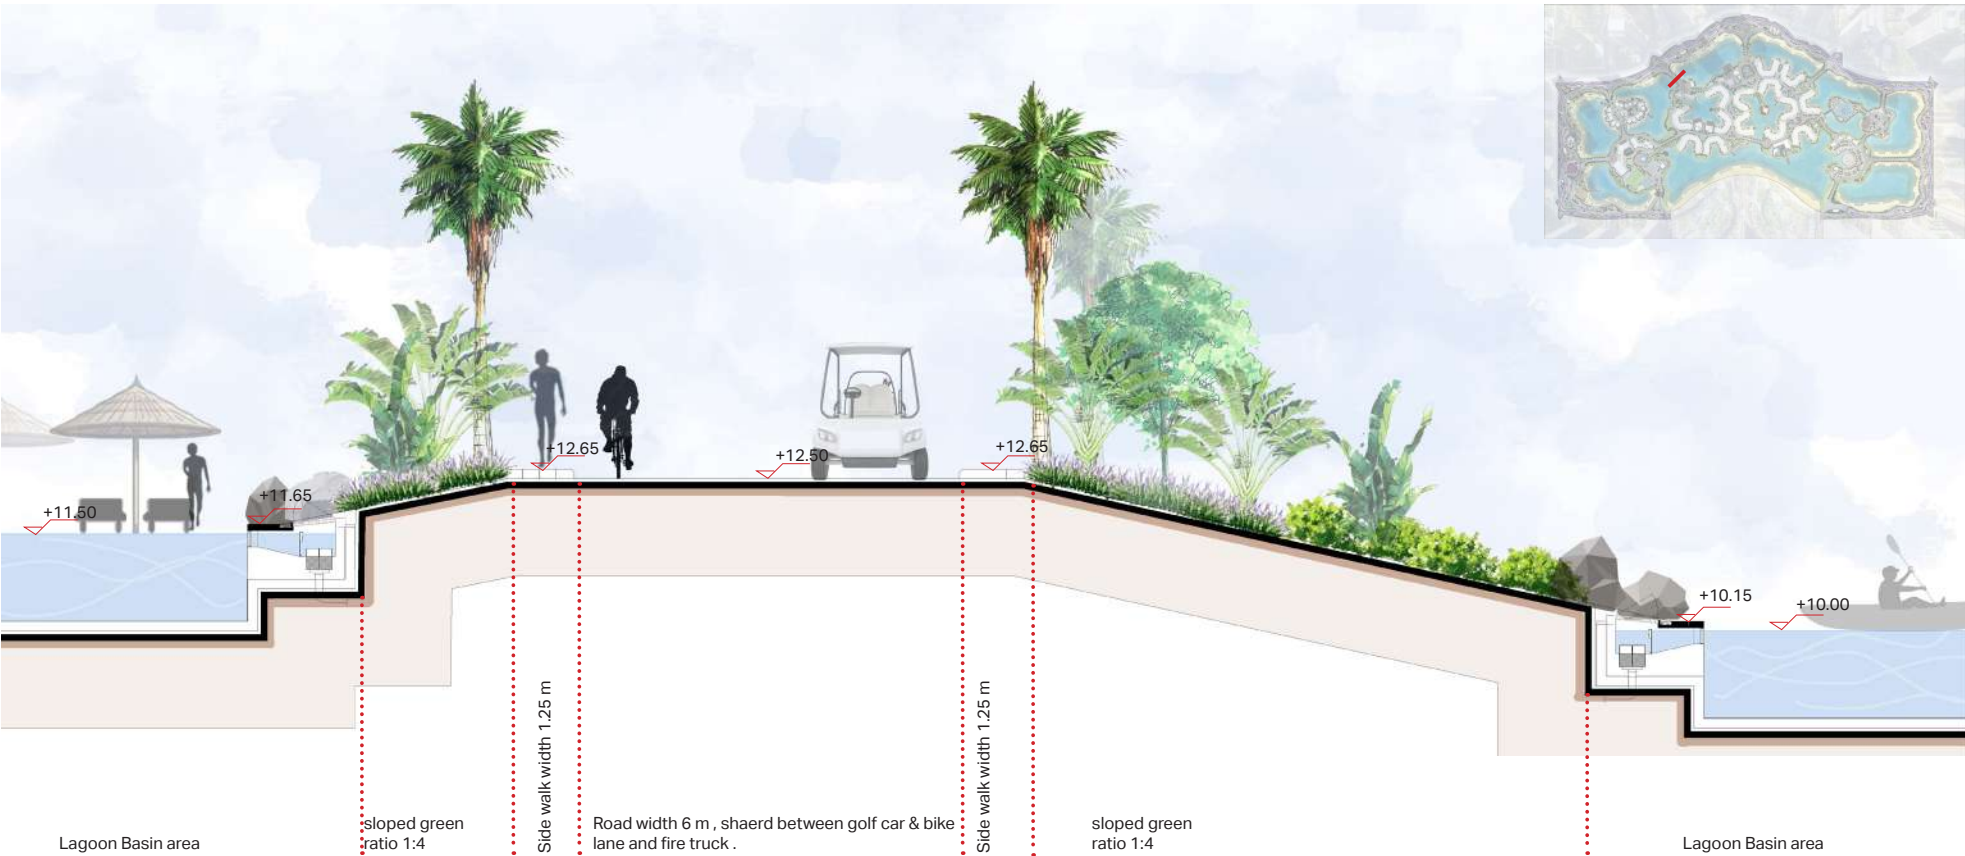 +12.65
+12.50
+12.65
+11.65
+11.50
+10.15
+10.00
Lagoon Basin area
sloped green
ratio 1:4
Side walk width 1.25 m
Road width 6 m , shaerd between golf car & bike
lane and fire truck .
Side walk width 1.25 m
sloped green
ratio 1:4
Lagoon Basin area